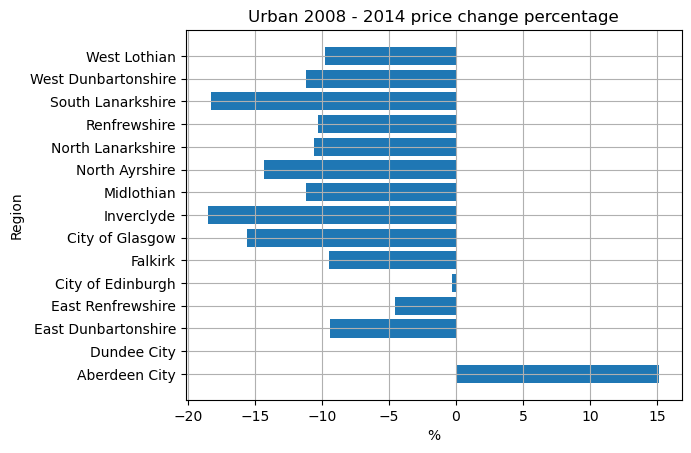 Urban 2008 - 2014 price change percentage
West Lothian
West Dunbartonshire
South Lanarkshire
Renfrewshire
North Lanarkshire
North Ayrshire
Midlothian
Inverclyde
City of Glasgow
Falkirk
City of Edinburgh
East Renfrewshire
East Dunbartonshire
Dundee City
Aberdeen City
Region
−20 −15 −10 −5 0 5 10 15
%